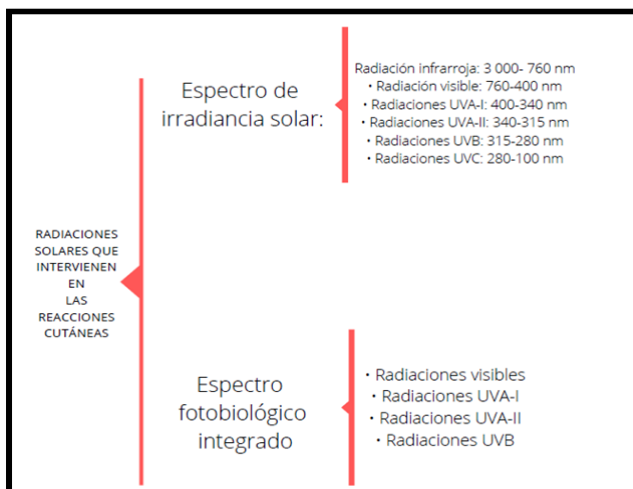 RADIACIONES
SOLARES QUE
INTERVIENEN
EN
LAS
REACCIONES
CUTÁNEAS
Espectro de
irradiancia solar:
Radiación infrarroja: 3 000- 760 nm
• Radiación visible: 760-400 nm
• Radiaciones UVA-I: 400-340 nm
• Radiaciones UVA-II: 340-315 nm
• Radiaciones UVB: 315-280 nm
• Radiaciones UVC: 280-100 nm
Espectro
fotobiológico
integrado
• Radiaciones visibles
• Radiaciones UVA-I
• Radiaciones UVA-II
• Radiaciones UVB